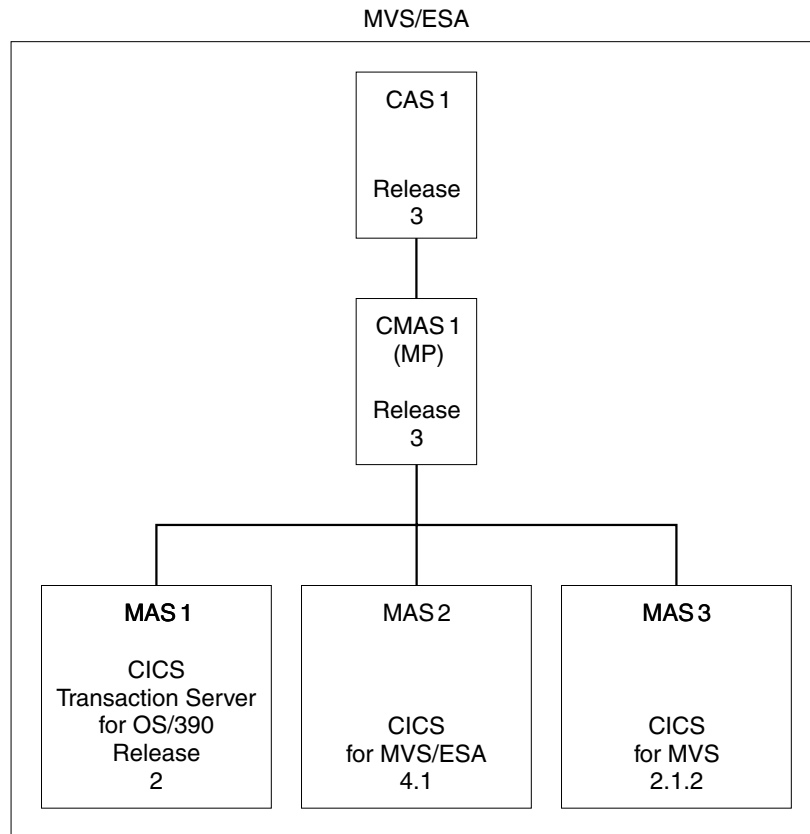 MVS/ESA
CAS 1
Release
3
CMAS 1
(MP)
Release
3
MAS 1
CICS
Transaction Server
for OS/390
Release
2
MAS 2
CICS
for MVS/ESA
4.1
MAS 3
CICS
for MVS
2.1.2